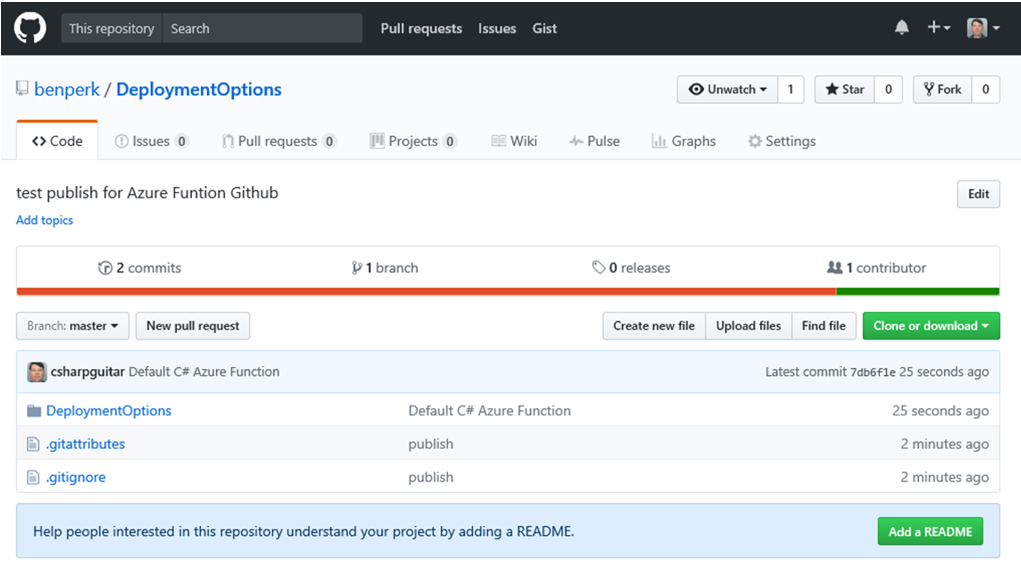 This repository Search Pull requests Issues Gist
benperk / DeploymentOptions Unwatch 1 Star 0 Fork 0
Code Issues 0 Pull requests 0 Projects 0 Wiki Pulse Graphs Settings
test publish for Azure Funtion Github Edit
Add topics
2 commits 1 branch 0 releases 1 contributor
Branch: master New pull request Create new file Upload files Find file Clone or download
csharpguitar Default C# Azure Function Latest commit 7db6f1e 25 seconds ago
DeploymentOptions Default C# Azure Function 25 seconds ago
.gitattributes publish 2 minutes ago
.gitignore publish 2 minutes ago
Help people interested in this repository understand your project by adding a README. Add a README